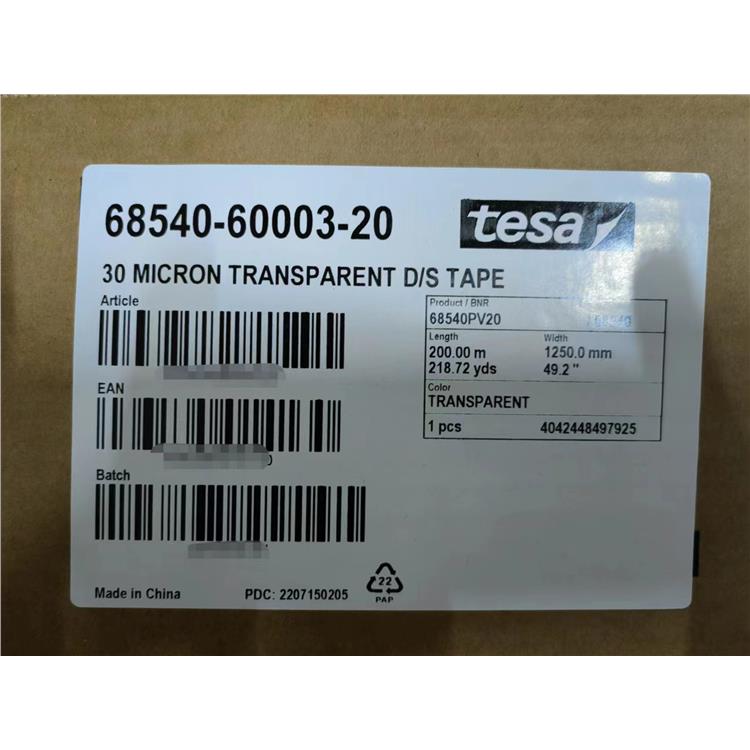 68540-60003-20
tesa
30 MICRON TRANSPARENT D/S TAPE
Article
EAN
Batch
Product / BNR
68540PV20 / 68540
Length Width
200.00 m 1250.0 mm
218.72 yds 49.2 "
Color
TRANSPARENT
1 pcs 4042448497925
Made in China
PDC: 2207150205
22
PAP